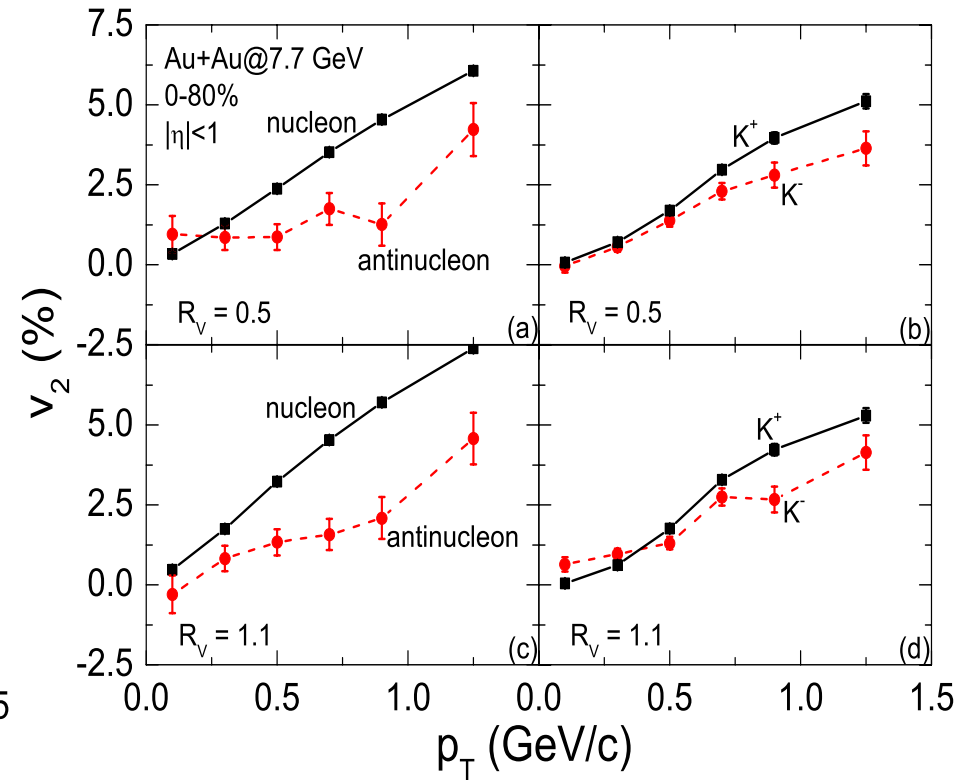 7.5
Au+Au@7.7 GeV
0-80%
|η|<1
nucleon
antinucleon
R_V = 0.5
(a)
K⁺
K⁻
R_V = 0.5
(b)
5.0
2.5
0.0
-2.5
v₂ (%)
nucleon
antinucleon
R_V = 1.1
(c)
K⁺
K⁻
R_V = 1.1
(d)
5.0
2.5
0.0
-2.5
5
0.0 0.5 1.0 0.0 0.5 1.0 1.5
p_T (GeV/c)